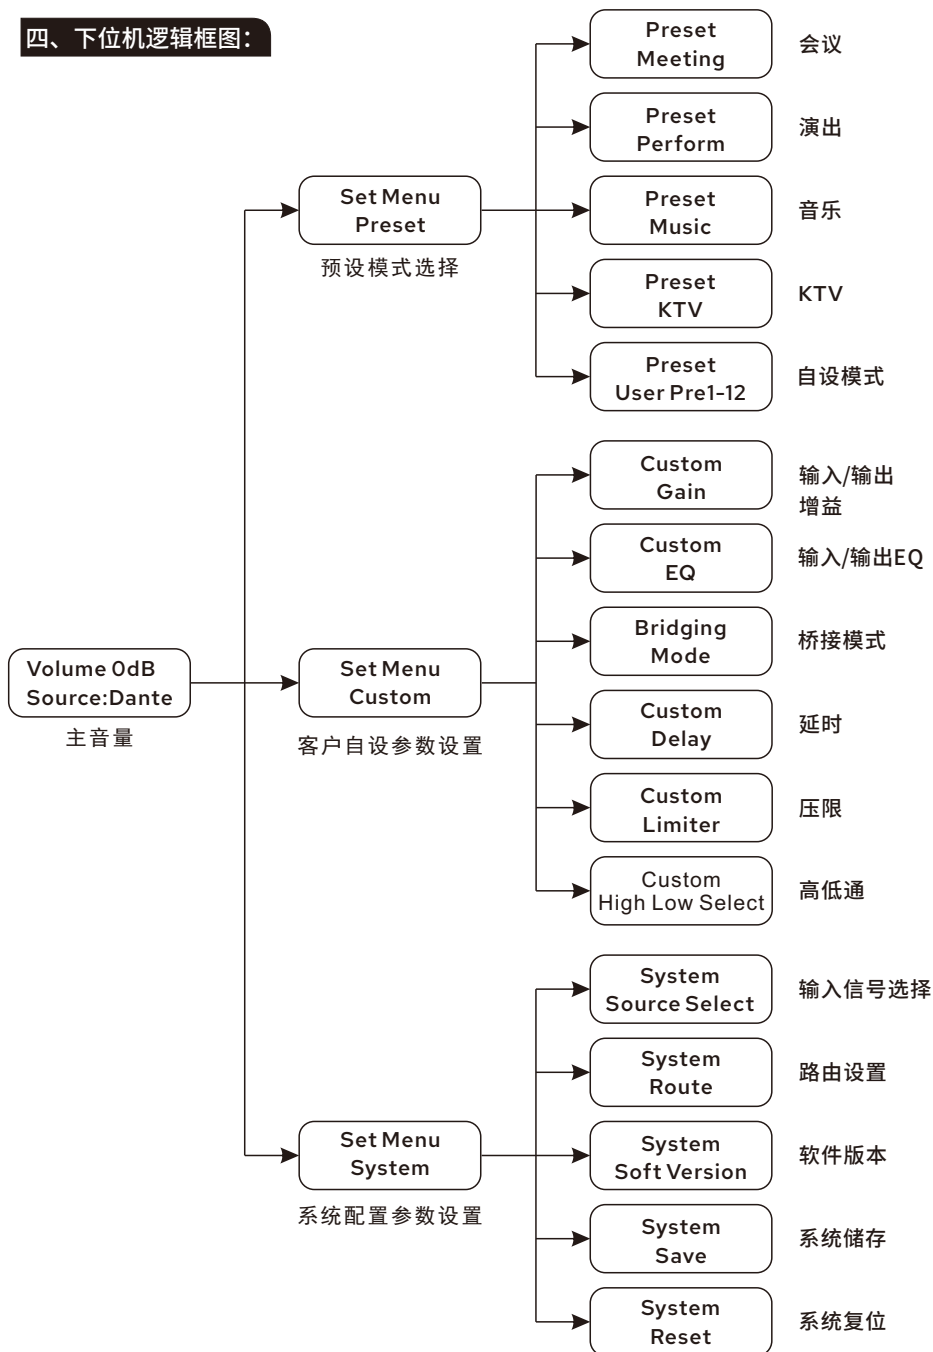 四、下位机逻辑框图：
Preset
Meeting
会议
Preset
Perform
演出
Set Menu
Preset
预设模式选择
Preset
Music
音乐
Preset
KTV
KTV
Preset
User Pre1-12
自设模式
Custom
Gain
输入/输出
增益
Custom
EQ
输入/输出EQ
Bridging
Mode
桥接模式
Volume 0dB
Source:Dante
主音量
Set Menu
Custom
客户自设参数设置
Custom
Delay
延时
Custom
Limiter
压限
Custom
High Low Select
高低通
System
Source Select
输入信号选择
System
Route
路由设置
Set Menu
System
系统配置参数设置
System
Soft Version
软件版本
System
Save
系统储存
System
Reset
系统复位